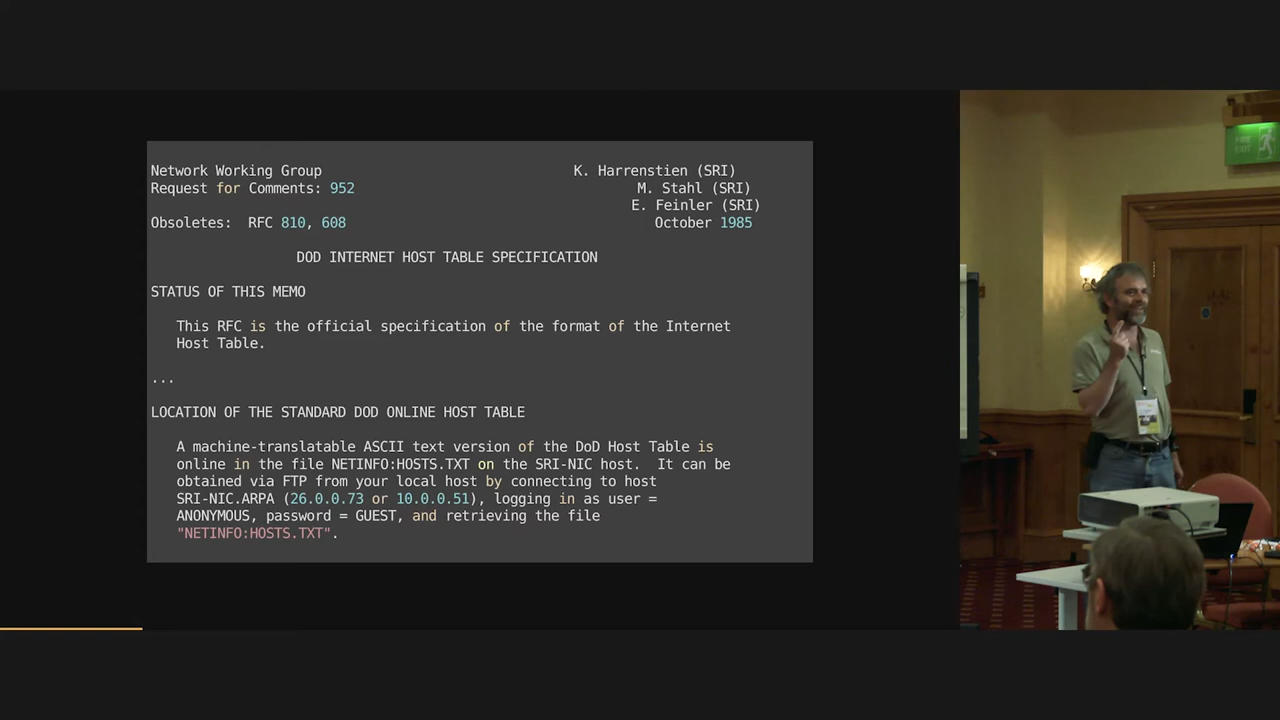 Network Working Group K. Harrenstien (SRI)
Request for Comments: 952 M. Stahl (SRI)
E. Feinler (SRI)
Obsoletes: RFC 810, 608 October 1985
DOD INTERNET HOST TABLE SPECIFICATION
STATUS OF THIS MEMO
This RFC is the official specification of the format of the Internet
Host Table.
...
LOCATION OF THE STANDARD DOD ONLINE HOST TABLE
A machine-translatable ASCII text version of the DoD Host Table is
online in the file NETINFO:HOSTS.TXT on the SRI-NIC host. It can be
obtained via FTP from your local host by connecting to host
SRI-NIC.ARPA (26.0.0.73 or 10.0.0.51), logging in as user =
ANONYMOUS, password = GUEST, and retrieving the file
"NETINFO:HOSTS.TXT".
FIRE
EXIT